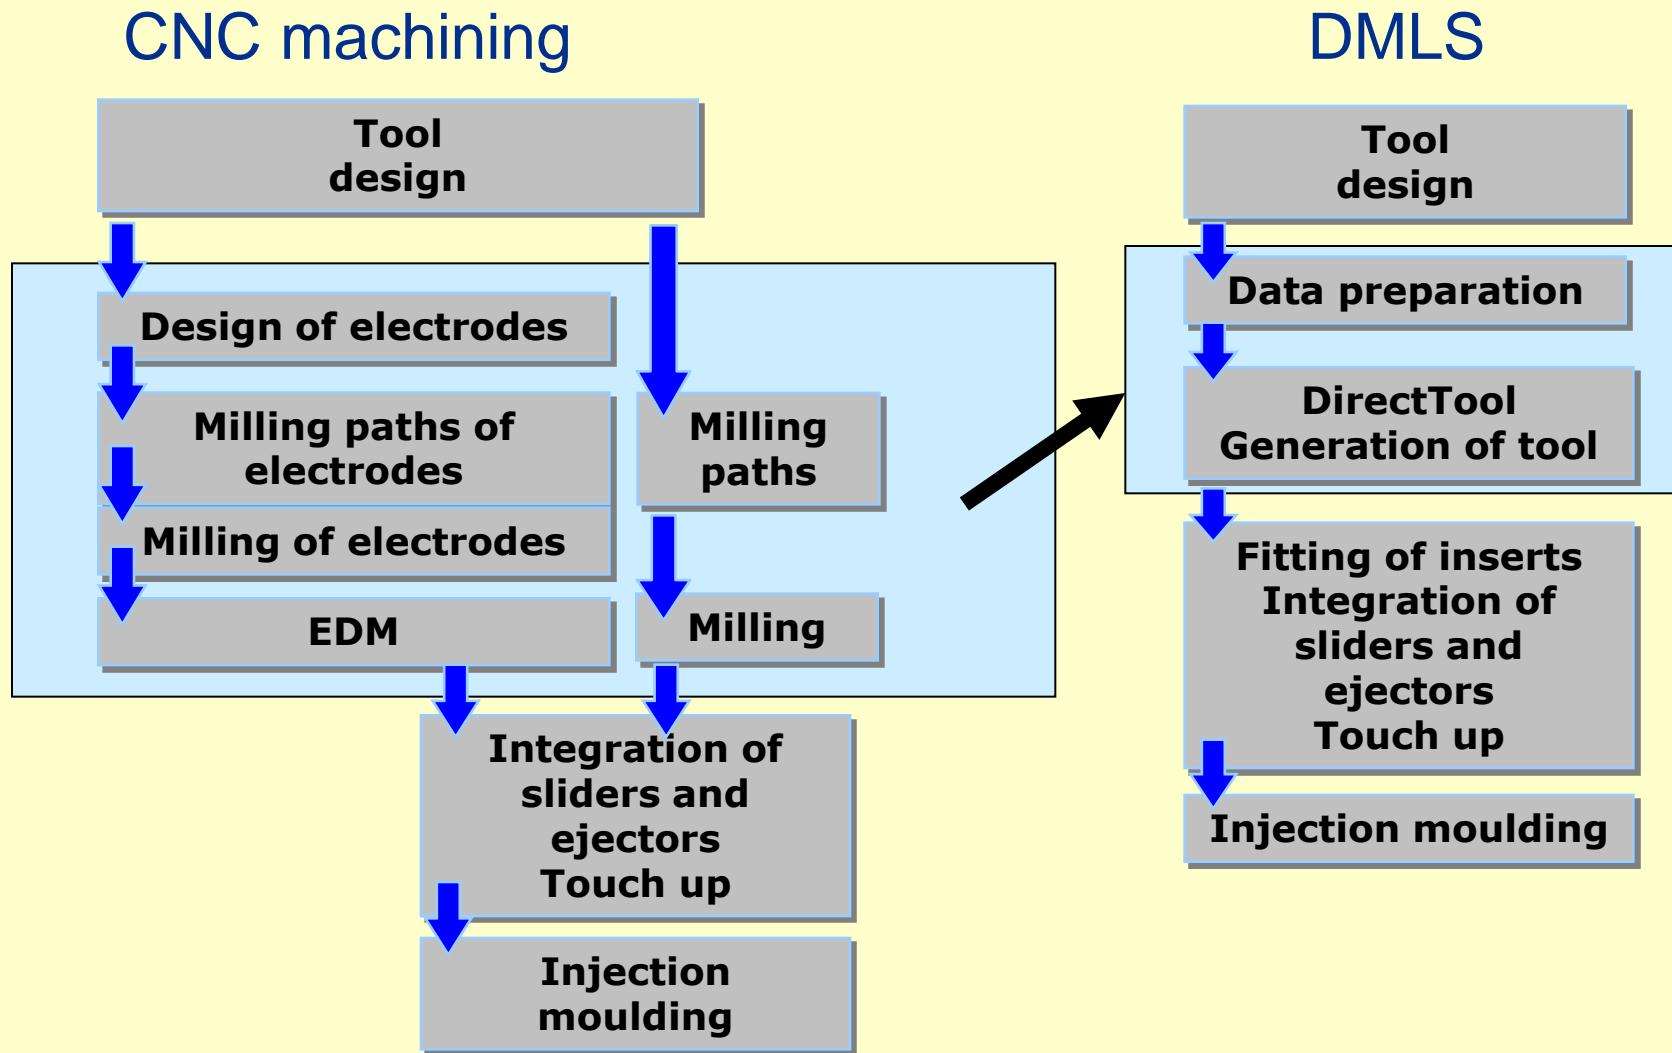 CNC machining
Tool
design
Design of electrodes
Milling paths of
electrodes
Milling of electrodes
EDM
Milling
paths
Milling
Integration of
sliders and
ejectors
Touch up
Injection
moulding
DMLS
Tool
design
Data preparation
DirectTool
Generation of tool
Fitting of inserts
Integration of
sliders and
ejectors
Touch up
Injection moulding